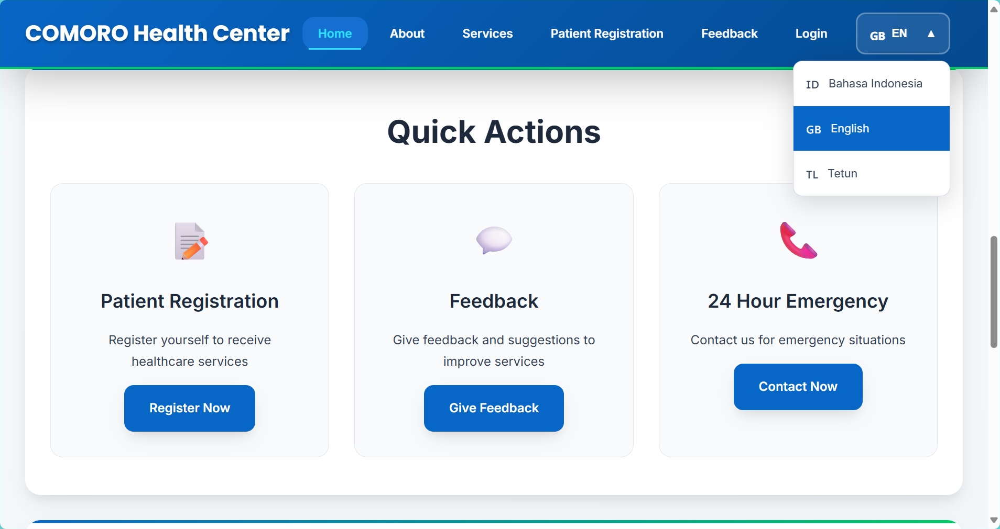 COMORO Health Center
Home
About
Services
Patient Registration
Feedback
Login
GB EN ▲
ID Bahasa Indonesia
GB English
TL Tetun
Quick Actions
Patient Registration
Register yourself to receive
healthcare services
Register Now
Feedback
Give feedback and suggestions to
improve services
Give Feedback
24 Hour Emergency
Contact us for emergency situations
Contact Now